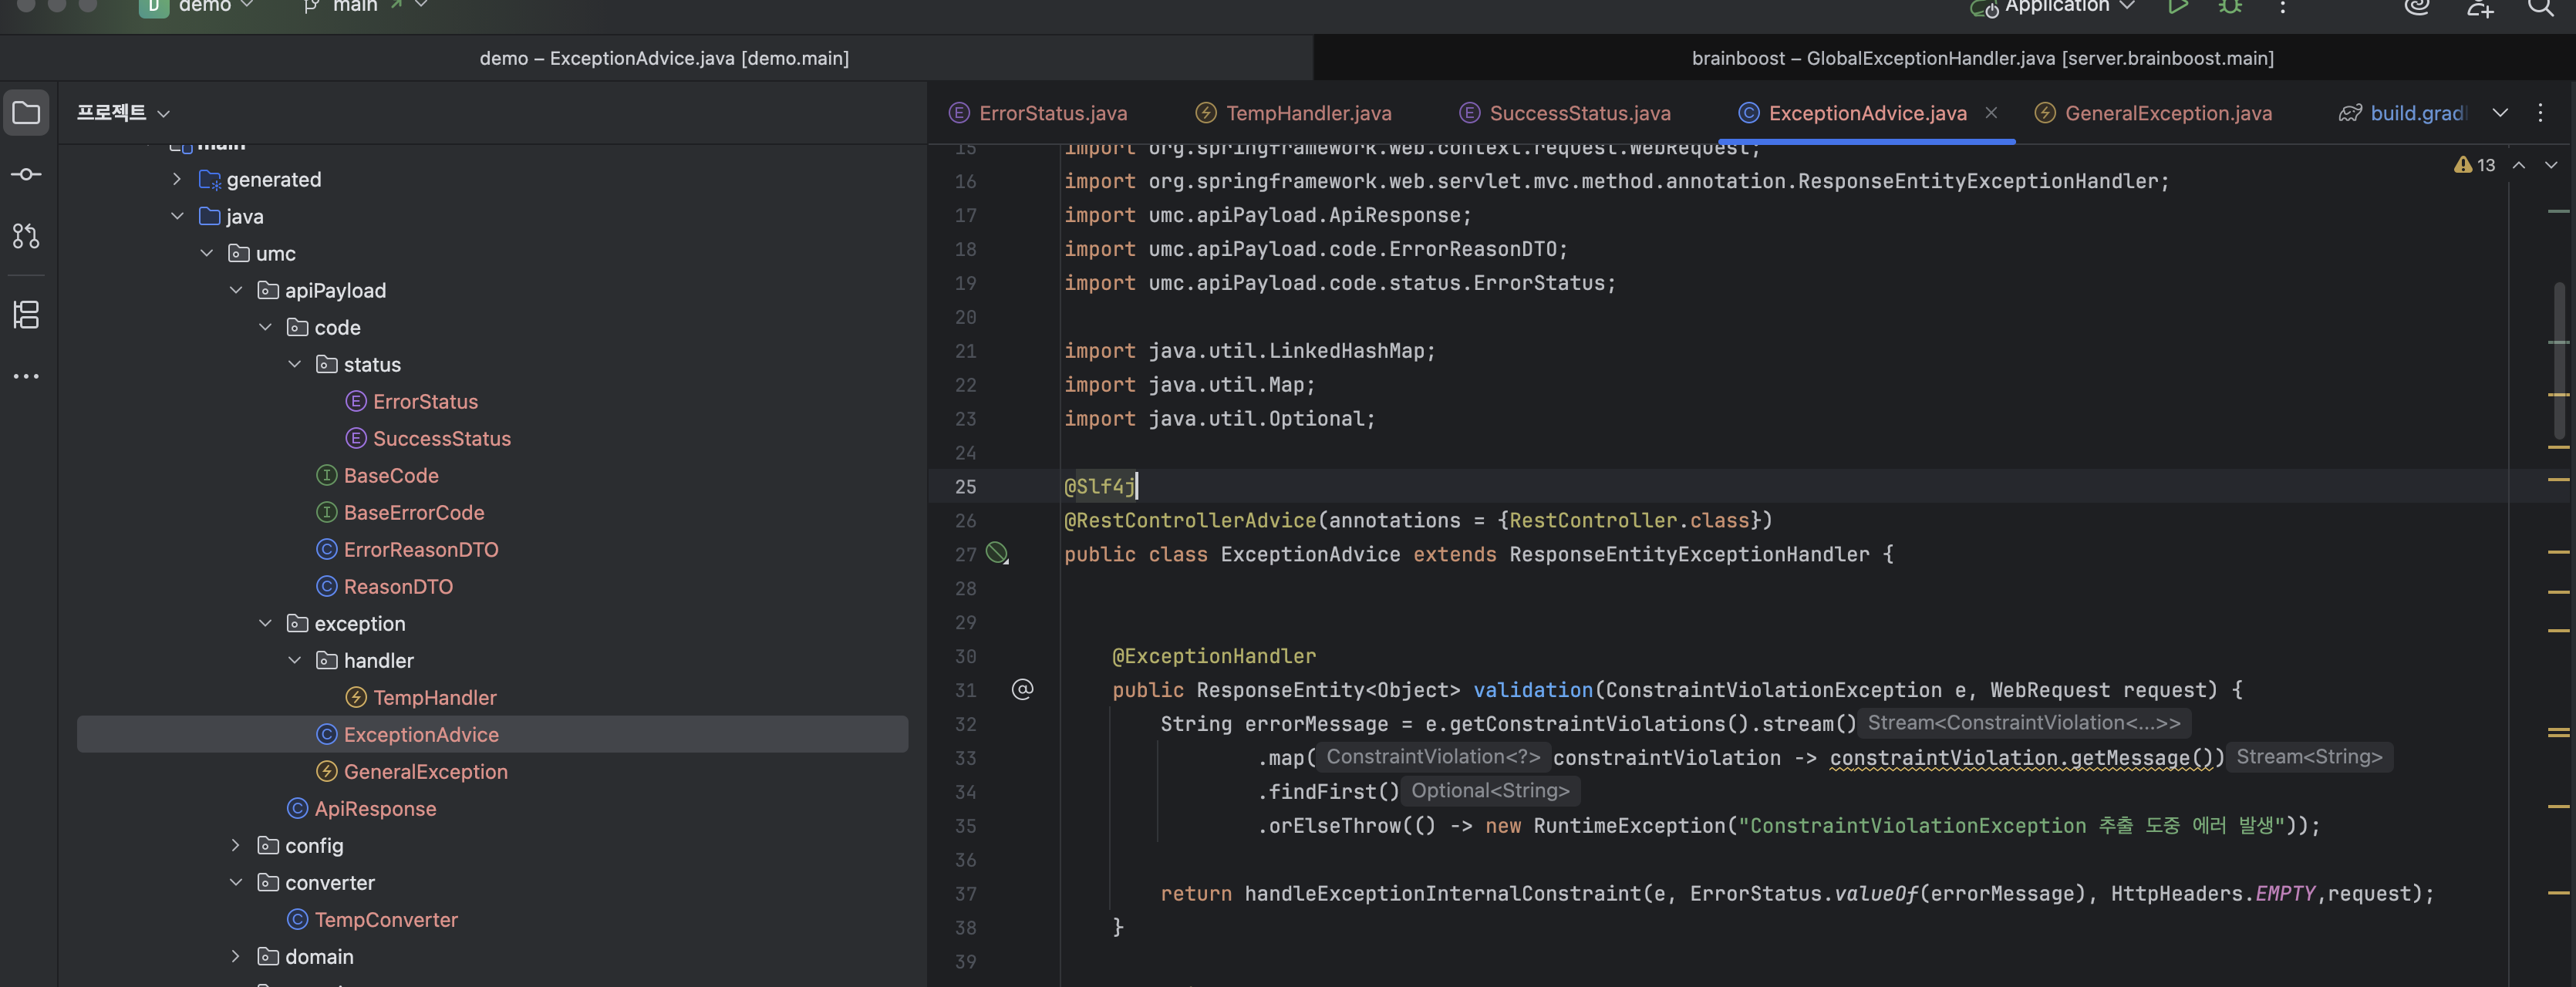 D demo main Application
demo – ExceptionAdvice.java [demo.main] brainboost – GlobalExceptionHandler.java [server.brainboost.main]
프로젝트
main
generated
java
umc
apiPayload
code
status
ErrorStatus
SuccessStatus
BaseCode
BaseErrorCode
ErrorReasonDTO
ReasonDTO
exception
handler
TempHandler
ExceptionAdvice
GeneralException
ApiResponse
config
converter
TempConverter
domain
ErrorStatus.java TempHandler.java SuccessStatus.java ExceptionAdvice.java GeneralException.java build.grad
13
15 import org.springframework.web.context.request.WebRequest;
16 import org.springframework.web.servlet.mvc.method.annotation.ResponseEntityExceptionHandler;
17 import umc.apiPayload.ApiResponse;
18 import umc.apiPayload.code.ErrorReasonDTO;
19 import umc.apiPayload.code.status.ErrorStatus;
20
21 import java.util.LinkedHashMap;
22 import java.util.Map;
23 import java.util.Optional;
24
25 @Slf4j
26 @RestControllerAdvice(annotations = {RestController.class})
27 public class ExceptionAdvice extends ResponseEntityExceptionHandler {
28
29
30 @ExceptionHandler
31 public ResponseEntity<Object> validation(ConstraintViolationException e, WebRequest request) {
32 String errorMessage = e.getConstraintViolations().stream() Stream<ConstraintViolation<...>>
33 .map( ConstraintViolation<?> constraintViolation -> constraintViolation.getMessage()) Stream<String>
34 .findFirst() Optional<String>
35 .orElseThrow(() -> new RuntimeException("ConstraintViolationException 추출 도중 에러 발생"));
36
37 return handleExceptionInternalConstraint(e, ErrorStatus.valueOf(errorMessage), HttpHeaders.EMPTY,request);
38 }
39